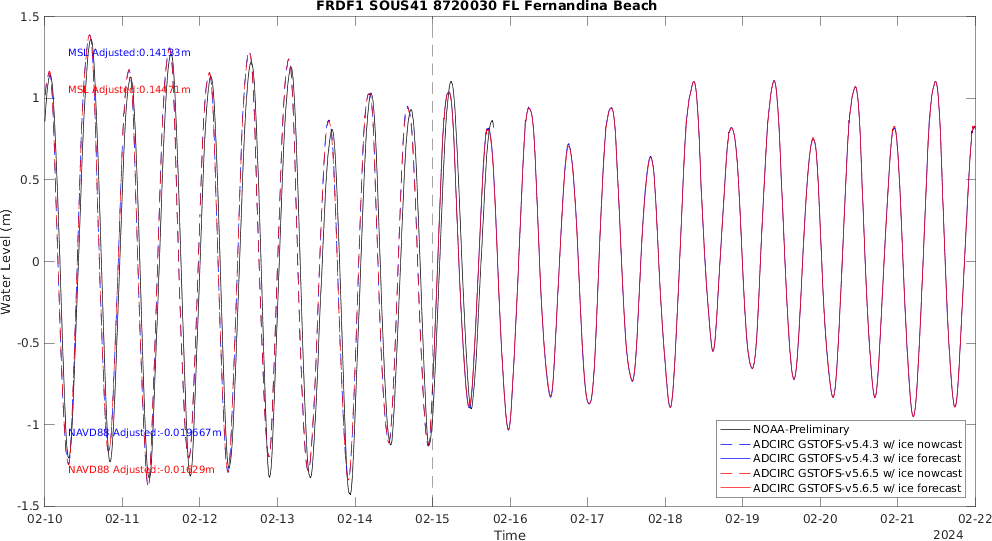 FRDF1 SOUS41 8720030 FL Fernandina Beach
1.5
1
0.5
0
-0.5
-1
-1.5
Water Level (m)
MSL Adjusted:0.14133m
MSL Adjusted:0.14471m
NAVD88 Adjusted:-0.019667m
NAVD88 Adjusted:-0.01629m
NOAA-Preliminary
ADCIRC GSTOFS-v5.4.3 w/ ice nowcast
ADCIRC GSTOFS-v5.4.3 w/ ice forecast
ADCIRC GSTOFS-v5.6.5 w/ ice nowcast
ADCIRC GSTOFS-v5.6.5 w/ ice forecast
02-10 02-11 02-12 02-13 02-14 02-15 02-16 02-17 02-18 02-19 02-20 02-21 02-22
Time
2024